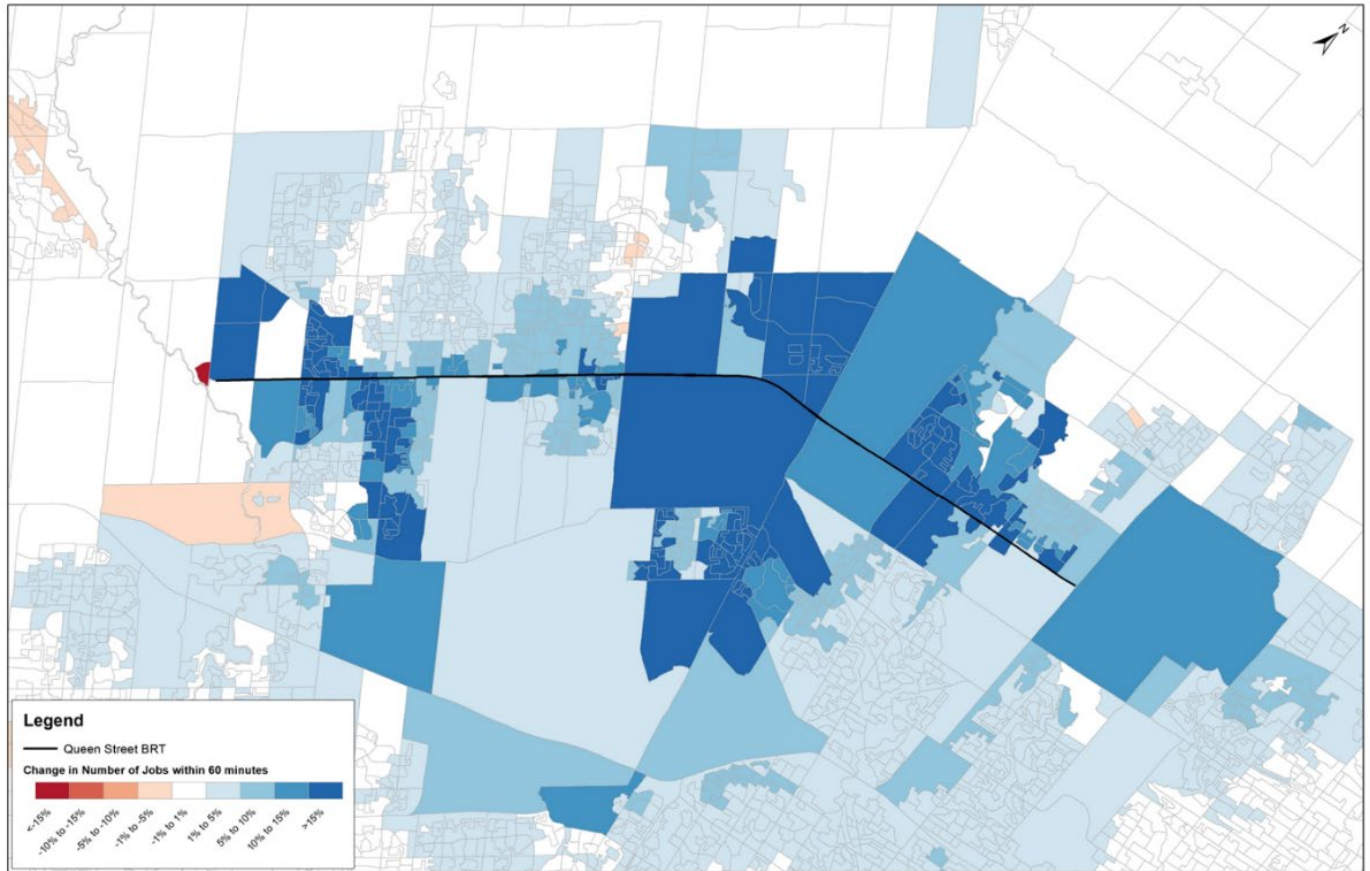 N
Legend
Queen Street BRT
Change in Number of Jobs within 60 minutes
<-15%
-10% to -15%
-5% to -10%
-1% to -5%
-1% to 1%
1% to 5%
5% to 10%
10% to 15%
>15%